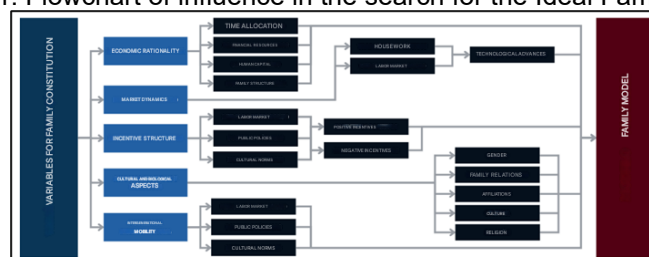 1. Flowchart of influence in the search for the Ideal Fam
VARIABLES FOR FAMILY CONSTITUTION
ECONOMIC RATIONALITY
TIME ALLOCATION
FINANCIAL RESOURCES
HUMAN CAPITAL
FAMILY STRUCTURE
MARKET DYNAMICS
HOUSEWORK
LABOR MARKET
TECHNOLOGICAL ADVANCES
INCENTIVE STRUCTURE
LABOR MARKET
PUBLIC POLICIES
CULTURAL NORMS
POSITIVE INCENTIVES
NEGATIVE INCENTIVES
CULTURAL AND BIOLOGICAL
ASPECTS
GENDER
FAMILY RELATIONS
AFFILIATIONS
CULTURE
RELIGION
MOBILITY
LABOR MARKET
PUBLIC POLICIES
CULTURAL NORMS
FAMILY MODEL